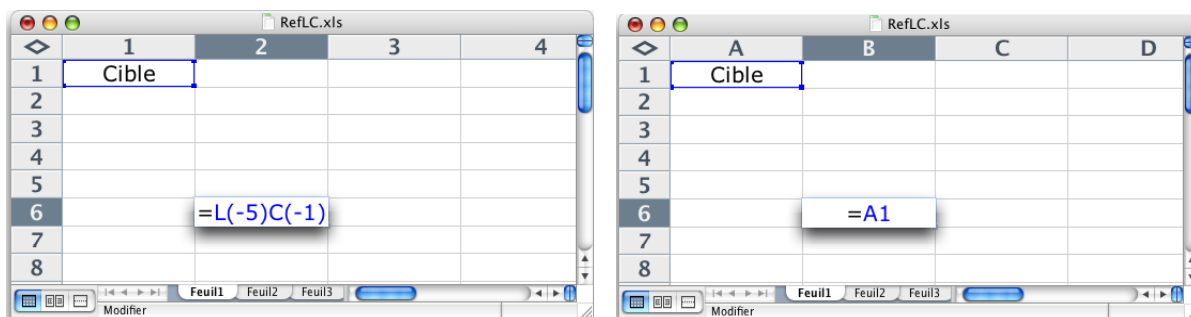 RefLC.xls
1 2 3 4
1 Cible
2
3
4
5
6 =L(-5)C(-1)
7
8
Feuil1 Feuil2 Feuil3
Modifier
RefLC.xls
A B C D
1 Cible
2
3
4
5
6 =A1
7
8
Feuil1 Feuil2 Feuil3
Modifier